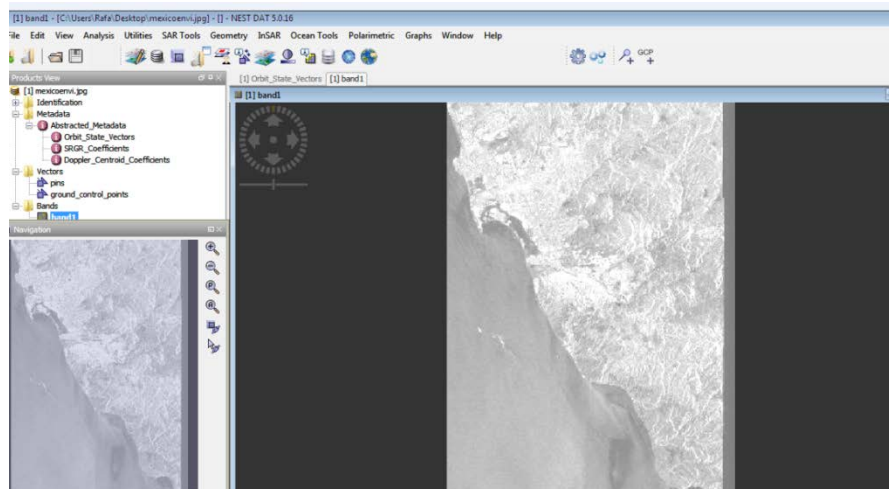 [1] band1 - [C:\Users\Rafa\Desktop\mexicoenvi.jpg] - [] - NEST DAT 5.0.16
File Edit View Analysis Utilities SAR Tools Geometry InSAR Ocean Tools Polarimetric Graphs Window Help
GCP
Products View
[1] Orbit_State_Vectors [1] band1
[1] mexicoenvi.jpg
[1] band1
Identification
Metadata
Abstracted_Metadata
Orbit_State_Vectors
SRGR_Coefficients
Doppler_Centroid_Coefficients
Vectors
pins
ground_control_points
Bands
band1
Navigation